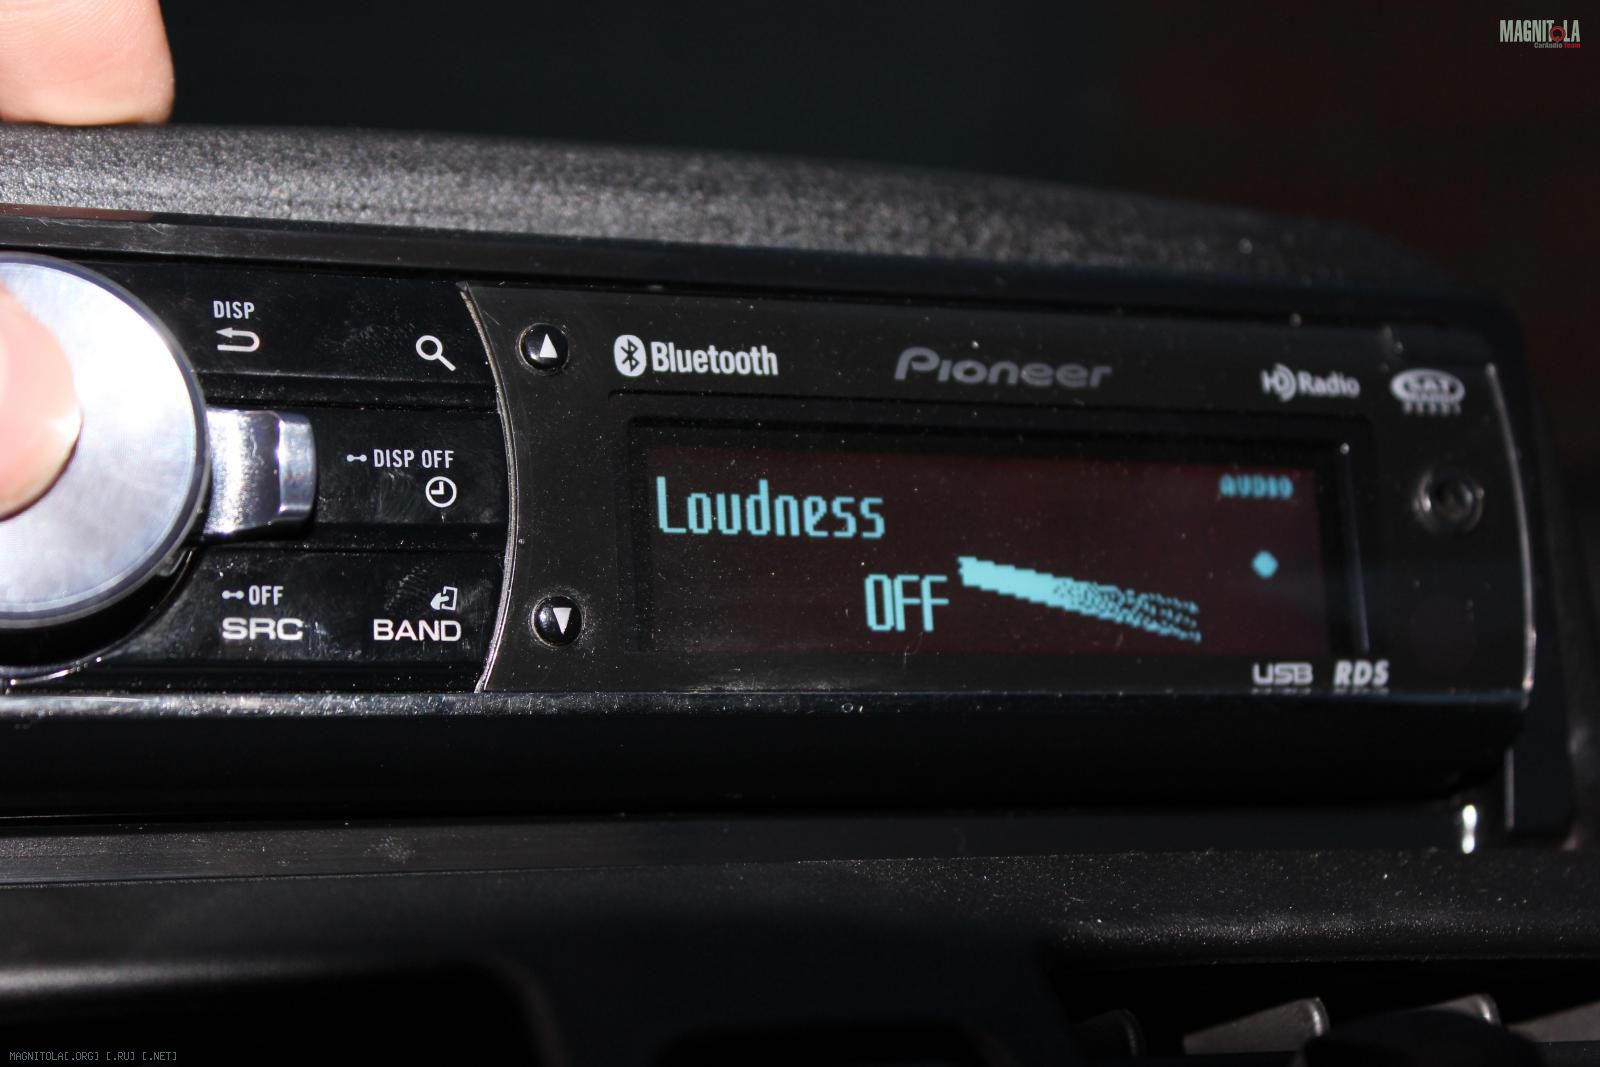 MAGNITOLA
CarAudio Team
DISP
Bluetooth
Pioneer
HD Radio
SAT
DISP OFF
AUDIO
Loudness
OFF
OFF
SRC
BAND
USB
RDS
MAGNITOLA[.ORG] [.RU] [.NET]